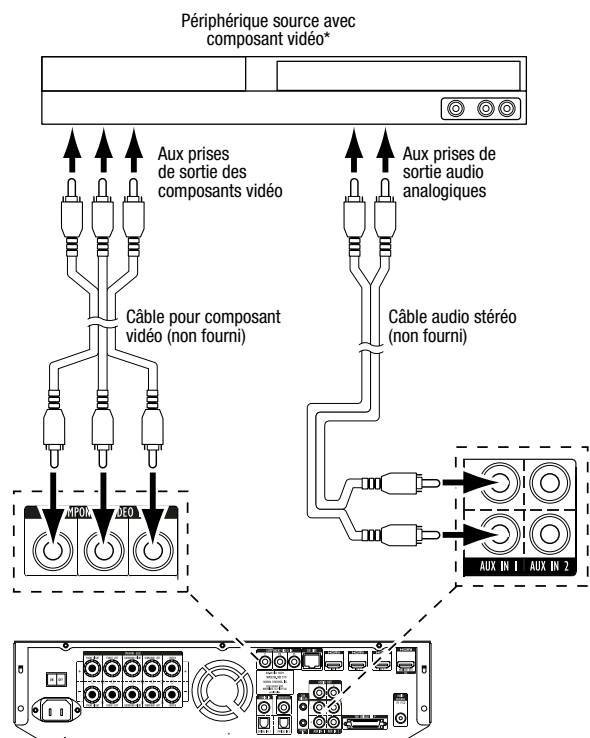 Périphérique source avec
composant vidéo*
Aux prises
de sortie des
composants vidéo
Aux prises de
sortie audio
analogiques
Câble pour composant
vidéo (non fourni)
Câble audio stéréo
(non fourni)
AUX IN 1 AUX IN 2